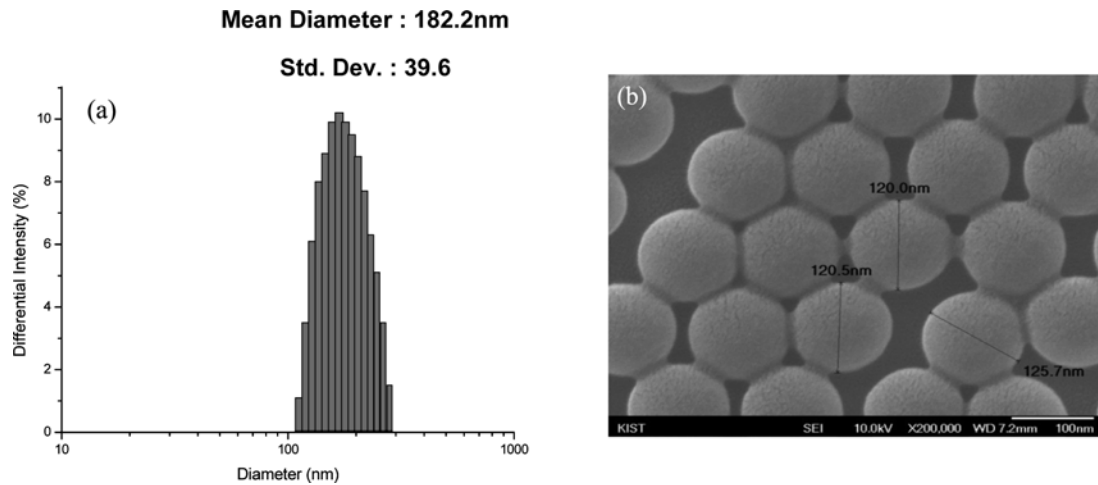 Mean Diameter : 182.2nm
Std. Dev. : 39.6
(a)
10
8
6
4
2
0
Differential Intensity (%)
10
100
1000
Diameter (nm)
(b)
120.0nm
120.5nm
125.7nm
KIST SEI 10.0kV X200,000 WD 7.2mm 100nm